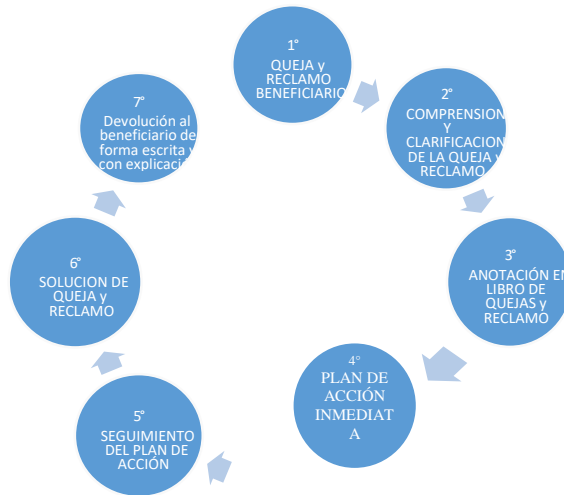 1°
QUEJA y
RECLAMO
BENEFICIARIO
2°
COMPRENSION
Y
CLARIFICACION
DE LA QUEJA y
RECLAMO
3°
ANOTACIÓN EN
LIBRO DE
QUEJAS y
RECLAMO
4°
PLAN DE
ACCIÓN
INMEDIAT
A
5°
SEGUIMIENTO
DEL PLAN DE
ACCIÓN
6°
SOLUCION DE
QUEJA y
RECLAMO
7°
Devolución al
beneficiario de
forma escrita y
con explicación